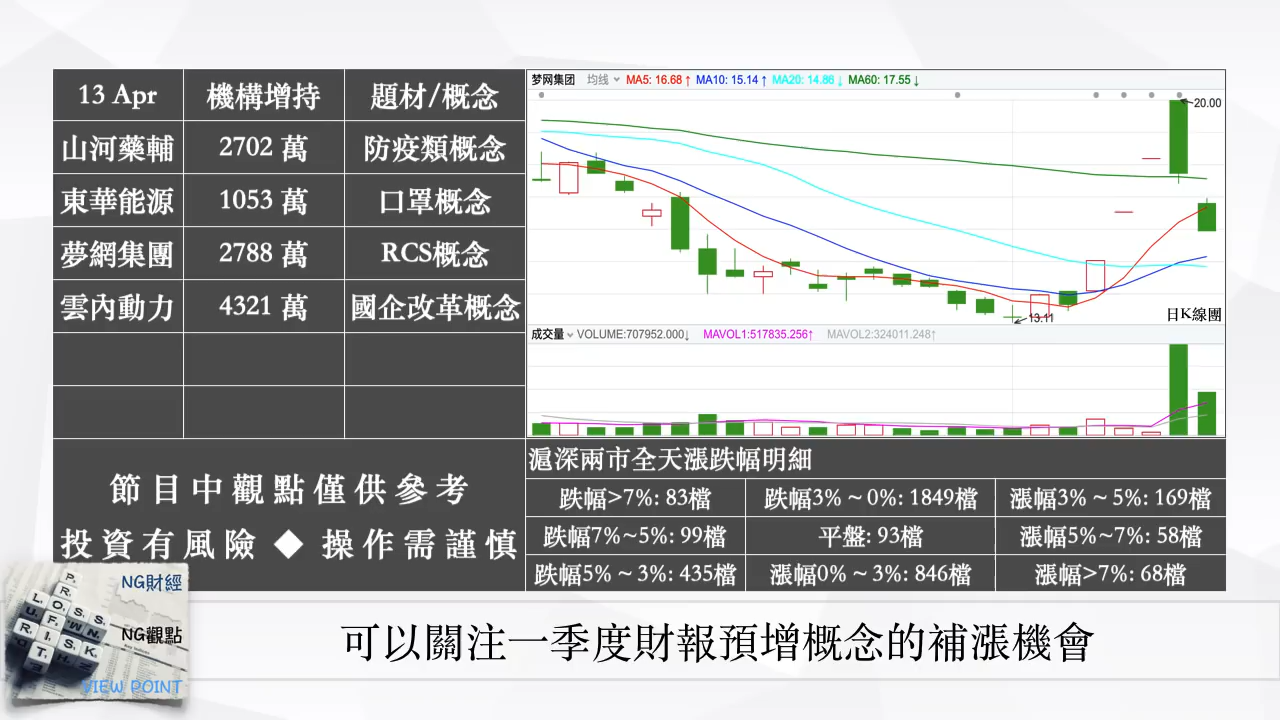 13 Apr 機構增持 題材/概念
山河藥輔 2702 萬 防疫類概念
東華能源 1053 萬 口罩概念
夢網集團 2788 萬 RCS概念
雲內動力 4321 萬 國企改革概念
節目中觀點僅供參考
投資有風險 ◆ 操作需謹慎
梦网集团 均线 MA5: 16.68↑ MA10: 15.14↑ MA20: 14.86↓ MA60: 17.55↓
20.00
13.11
日K線圖
成交量 VOLUME:707952.000↓ MAVOL1:517835.256↑ MAVOL2:324011.248↑
滬深兩市全天漲跌幅明細
跌幅>7%: 83檔 跌幅3% ~ 0%: 1849檔 漲幅3% ~ 5%: 169檔
跌幅7%~5%: 99檔 平盤: 93檔 漲幅5%~7%: 58檔
跌幅5% ~ 3%: 435檔 漲幅0% ~ 3%: 846檔 漲幅>7%: 68檔
NG財經
NG觀點
VIEW POINT
P.
R.
L.O.S.S.
U.F.OWN.
R.I.S.K.
T.
可以關注一季度財報預增概念的補漲機會